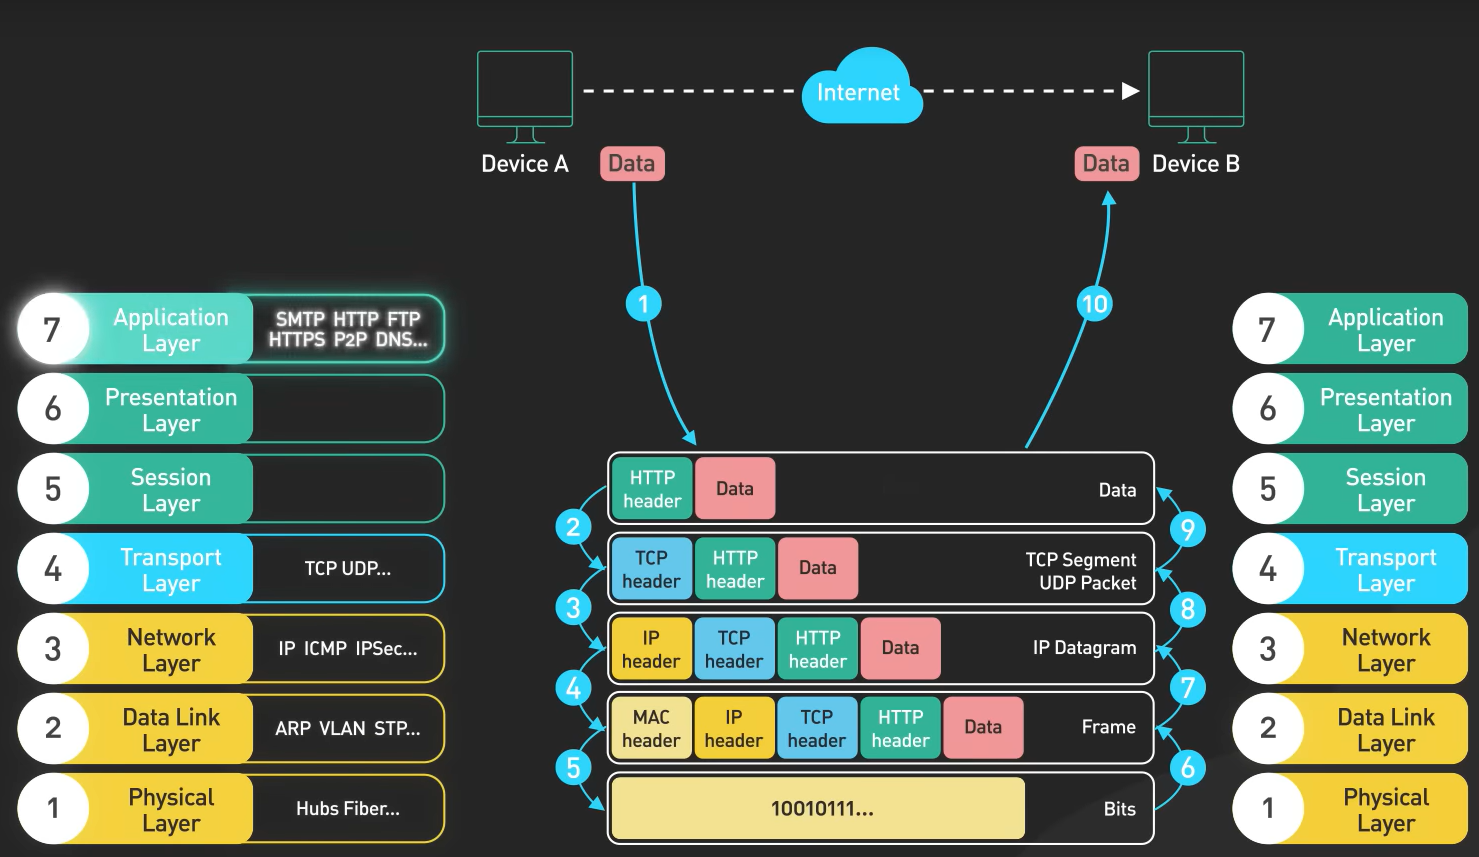 Internet
Device A
Data
Data
Device B
1
10
7
Application
Layer
SMTP HTTP FTP
HTTPS P2P DNS...
6
Presentation
Layer
5
Session
Layer
4
Transport
Layer
TCP UDP...
3
Network
Layer
IP ICMP IPSec...
2
Data Link
Layer
ARP VLAN STP...
1
Physical
Layer
Hubs Fiber...
HTTP
header
Data
Data
2
9
TCP
header
HTTP
header
Data
TCP Segment
UDP Packet
3
8
IP
header
TCP
header
HTTP
header
Data
IP Datagram
4
7
MAC
header
IP
header
TCP
header
HTTP
header
Data
Frame
5
6
10010111...
Bits
7
Application
Layer
6
Presentation
Layer
5
Session
Layer
4
Transport
Layer
3
Network
Layer
2
Data Link
Layer
1
Physical
Layer